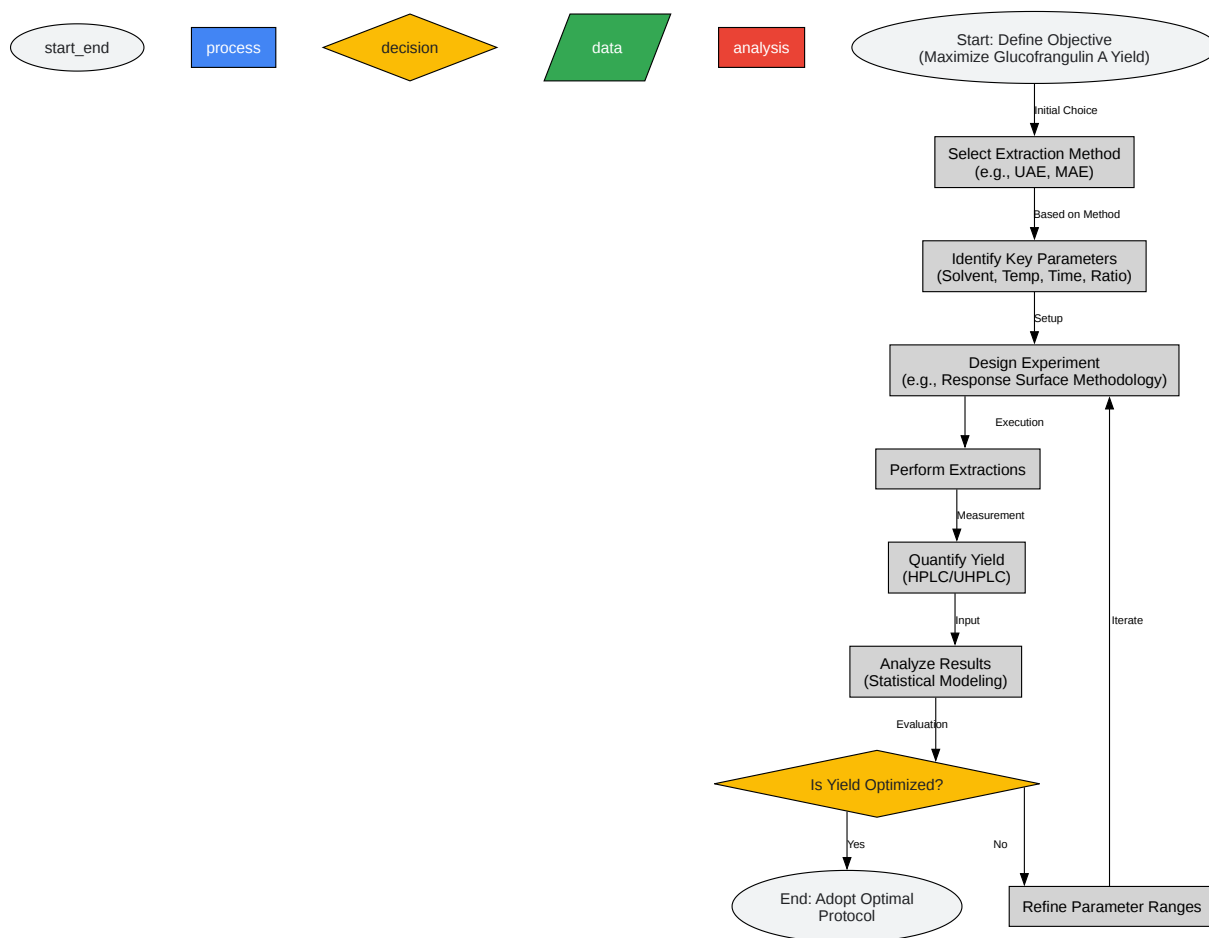 start_end
process
decision
data
analysis
Start: Define Objective
(Maximize Glucofrangulin A Yield)
Initial Choice
Select Extraction Method
(e.g., UAE, MAE)
Based on Method
Identify Key Parameters
(Solvent, Temp, Time, Ratio)
Setup
Design Experiment
(e.g., Response Surface Methodology)
Execution
Perform Extractions
Measurement
Quantify Yield
(HPLC/UHPLC)
Input
Iterate
Analyze Results
(Statistical Modeling)
Evaluation
Is Yield Optimized?
Yes
No
End: Adopt Optimal
Protocol
Refine Parameter Ranges